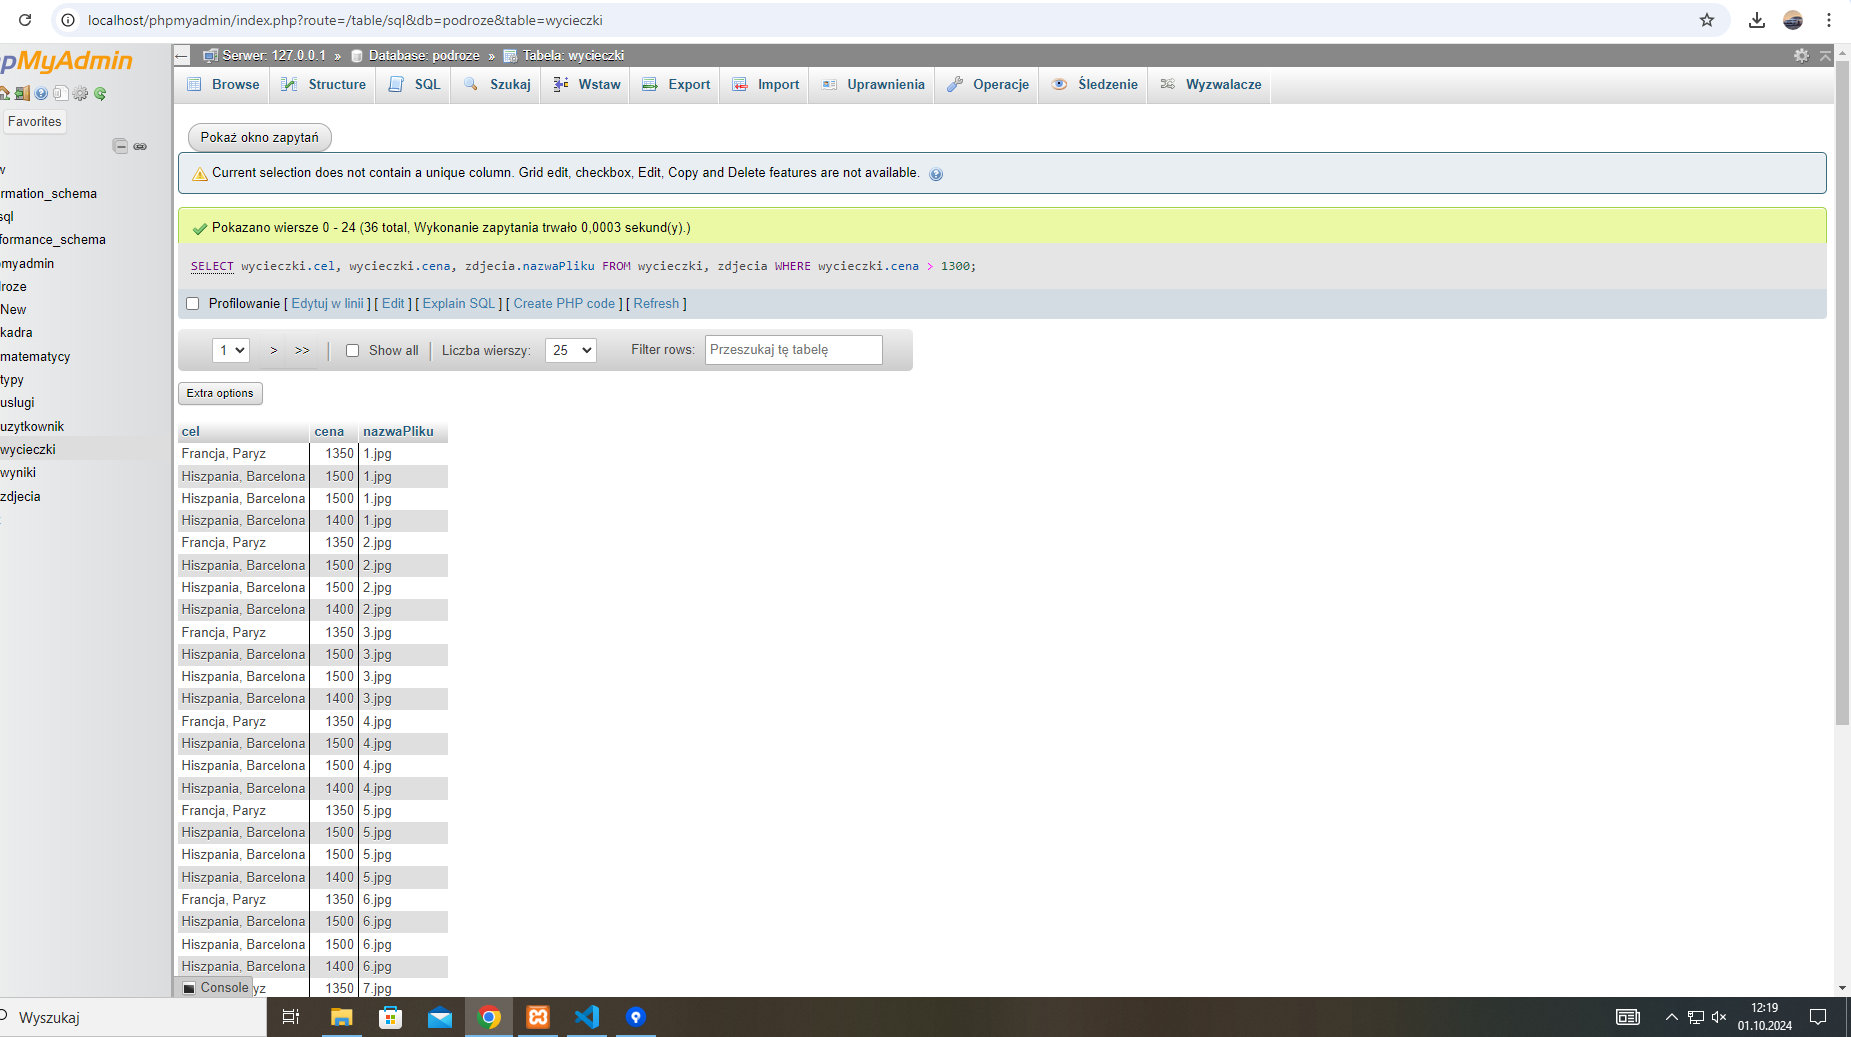 localhost/phpmyadmin/index.php?route=/table/sql&db=podroze&table=wycieczki
pMyAdmin
Favorites
w
rmation_schema
sql
formance_schema
omyadmin
roze
New
kadra
matematycy
typy
uslugi
uzytkownik
wycieczki
wyniki
zdjecia
Serwer: 127.0.0.1 » Database: podroze » Tabela: wycieczki
Browse Structure SQL Szukaj Wstaw Export Import Uprawnienia Operacje Śledzenie Wyzwalacze
Pokaż okno zapytań
Current selection does not contain a unique column. Grid edit, checkbox, Edit, Copy and Delete features are not available.
Pokazano wiersze 0 - 24 (36 total, Wykonanie zapytania trwało 0,0003 sekund(y).)
SELECT wycieczki.cel, wycieczki.cena, zdjecia.nazwaPliku FROM wycieczki, zdjecia WHERE wycieczki.cena > 1300;
Profilowanie [ Edytuj w linii ] [ Edit ] [ Explain SQL ] [ Create PHP code ] [ Refresh ]
1 > >> | Show all | Liczba wierszy: 25 Filter rows: Przeszukaj tę tabelę
Extra options
cel cena nazwaPliku
Francja, Paryz 1350 1.jpg
Hiszpania, Barcelona 1500 1.jpg
Hiszpania, Barcelona 1500 1.jpg
Hiszpania, Barcelona 1400 1.jpg
Francja, Paryz 1350 2.jpg
Hiszpania, Barcelona 1500 2.jpg
Hiszpania, Barcelona 1500 2.jpg
Hiszpania, Barcelona 1400 2.jpg
Francja, Paryz 1350 3.jpg
Hiszpania, Barcelona 1500 3.jpg
Hiszpania, Barcelona 1500 3.jpg
Hiszpania, Barcelona 1400 3.jpg
Francja, Paryz 1350 4.jpg
Hiszpania, Barcelona 1500 4.jpg
Hiszpania, Barcelona 1500 4.jpg
Hiszpania, Barcelona 1400 4.jpg
Francja, Paryz 1350 5.jpg
Hiszpania, Barcelona 1500 5.jpg
Hiszpania, Barcelona 1500 5.jpg
Hiszpania, Barcelona 1400 5.jpg
Francja, Paryz 1350 6.jpg
Hiszpania, Barcelona 1500 6.jpg
Hiszpania, Barcelona 1500 6.jpg
Hiszpania, Barcelona 1400 6.jpg
Console yz 1350 7.jpg
Wyszukaj
12:19
01.10.2024